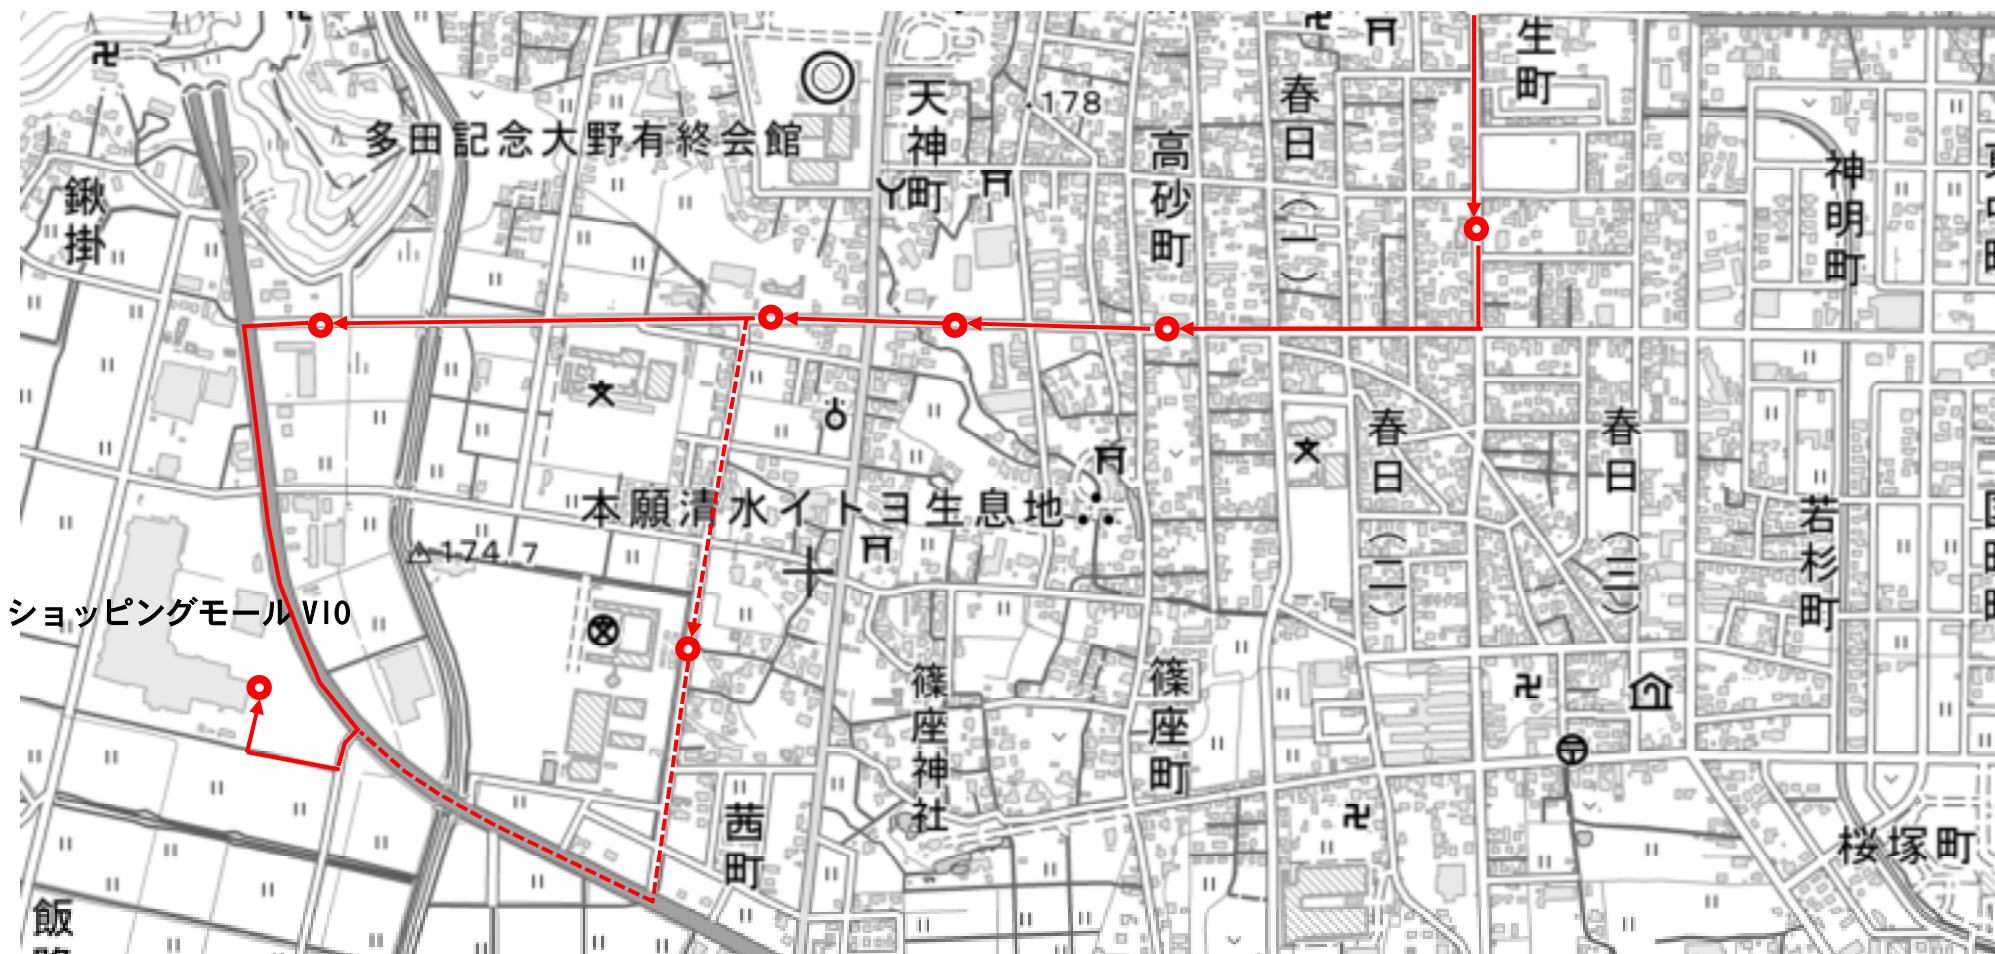 生町
天神町
178
春日(一)
多田記念大野有終会館
高砂町
神明町
鍬掛
春日(二)
春日(三)
本願清水イトヨ生息地
若杉町
174.7
ショッピングモールVIO
篠座神社
篠座町
茜町
桜塚町
飯